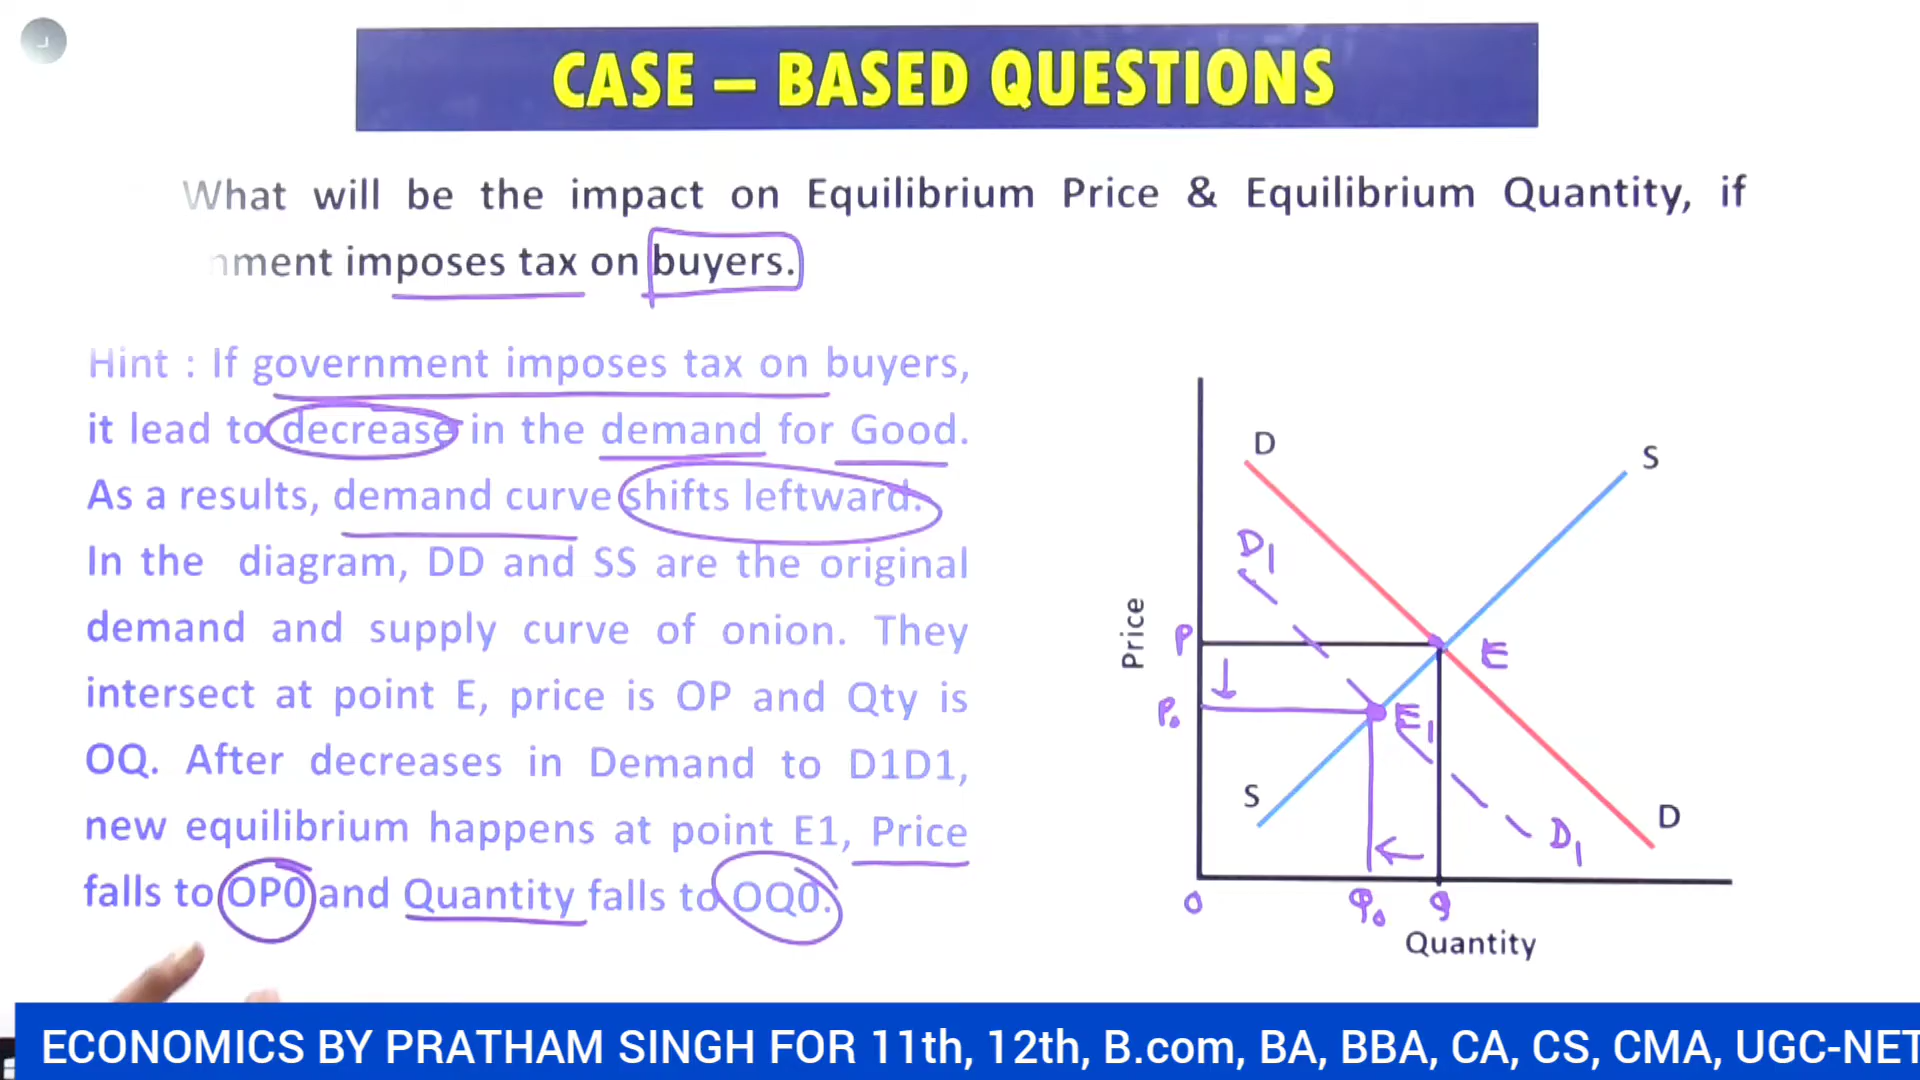 CASE – BASED QUESTIONS
What will be the impact on Equilibrium Price & Equilibrium Quantity, if
nment imposes tax on buyers.
Hint : If government imposes tax on buyers,
it lead to decrease in the demand for Good.
As a results, demand curve shifts leftward.
In the diagram, DD and SS are the original
demand and supply curve of onion. They
intersect at point E, price is OP and Qty is
OQ. After decreases in Demand to D1D1,
new equilibrium happens at point E1, Price
falls to OP0 and Quantity falls to OQ0.
D
S
D1
Price
P
E
P0
E1
S
D
D1
O
Q0
Q
Quantity
ECONOMICS BY PRATHAM SINGH FOR 11th, 12th, B.com, BA, BBA, CA, CS, CMA, UGC-NET